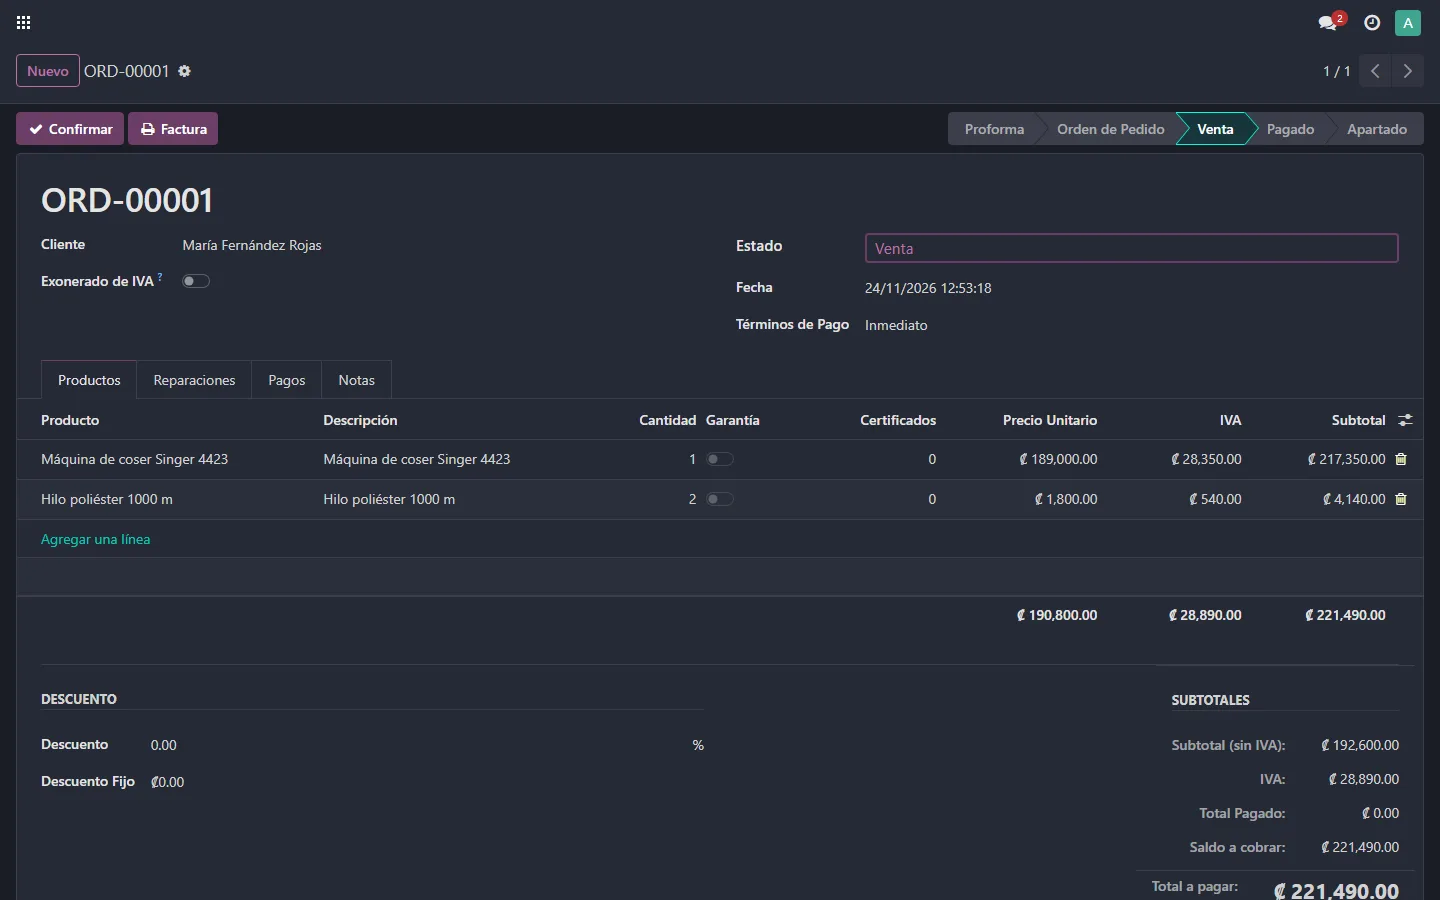 2
A
Nuevo
ORD-00001
1 / 1
Confirmar
Factura
Proforma
Orden de Pedido
Venta
Pagado
Apartado
ORD-00001
Cliente
María Fernández Rojas
Exonerado de IVA ?
Estado
Venta
Fecha
24/11/2026 12:53:18
Términos de Pago
Inmediato
Productos
Reparaciones
Pagos
Notas
Producto Descripción Cantidad Garantía Certificados Precio Unitario IVA Subtotal
Máquina de coser Singer 4423 Máquina de coser Singer 4423 1 0 ₡ 189,000.00 ₡ 28,350.00 ₡ 217,350.00
Hilo poliéster 1000 m Hilo poliéster 1000 m 2 0 ₡ 1,800.00 ₡ 540.00 ₡ 4,140.00
Agregar una línea
₡ 190,800.00 ₡ 28,890.00 ₡ 221,490.00
DESCUENTO
Descuento 0.00 %
Descuento Fijo ₡0.00
SUBTOTALES
Subtotal (sin IVA): ₡ 192,600.00
IVA: ₡ 28,890.00
Total Pagado: ₡ 0.00
Saldo a cobrar: ₡ 221,490.00
Total a pagar: ₡ 221,490.00